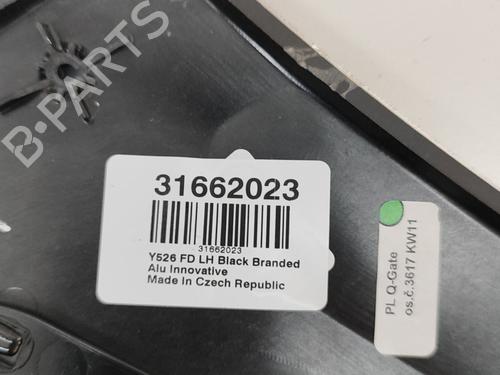 B-PARTS
31662023
31662023
Y526 FD LH Black Branded
Alu Innovative
Made In Czech Republic
PL Q-Gate
os.č.3617 KW11